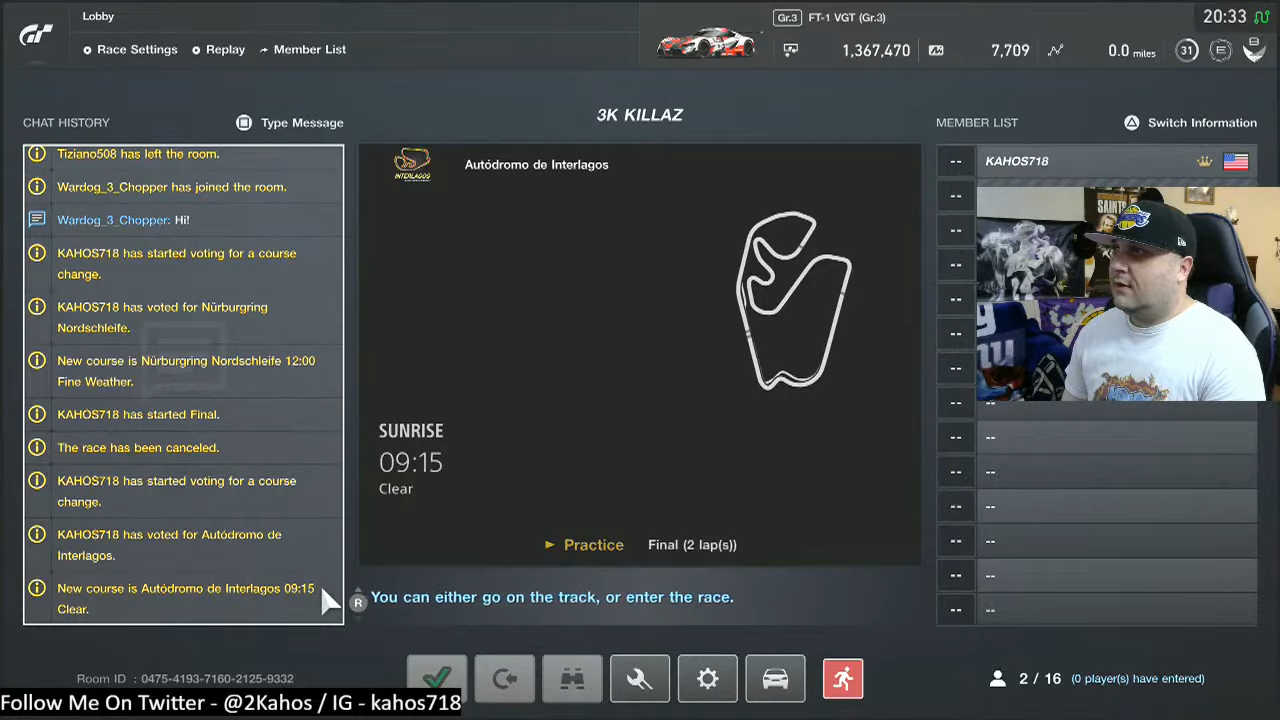 Lobby
Race Settings
Replay
Member List
Gr.3
FT-1 VGT (Gr.3)
1,367,470
7,709
0.0 miles
31
E
B
20:33
CHAT HISTORY
Type Message
3K KILLAZ
MEMBER LIST
Switch Information
Tiziano508 has left the room.
Wardog_3_Chopper has joined the room.
Wardog_3_Chopper: Hi!
KAHOS718 has started voting for a course
change.
KAHOS718 has voted for Nürburgring
Nordschleife.
New course is Nürburgring Nordschleife 12:00
Fine Weather.
KAHOS718 has started Final.
The race has been canceled.
KAHOS718 has started voting for a course
change.
KAHOS718 has voted for Autódromo de
Interlagos.
New course is Autódromo de Interlagos 09:15
Clear.
INTERLAGOS
Autódromo de Interlagos
SUNRISE
09:15
Clear
Practice
Final (2 lap(s))
R
You can either go on the track, or enter the race.
-- KAHOS718
--
--
--
--
--
--
--
-- --
-- --
-- --
-- --
-- --
-- --
SAINTS
Room ID : 0475-4193-7160-2125-9332
2 / 16
(0 player(s) have entered)
Follow Me On Twitter - @2Kahos / IG - kahos718